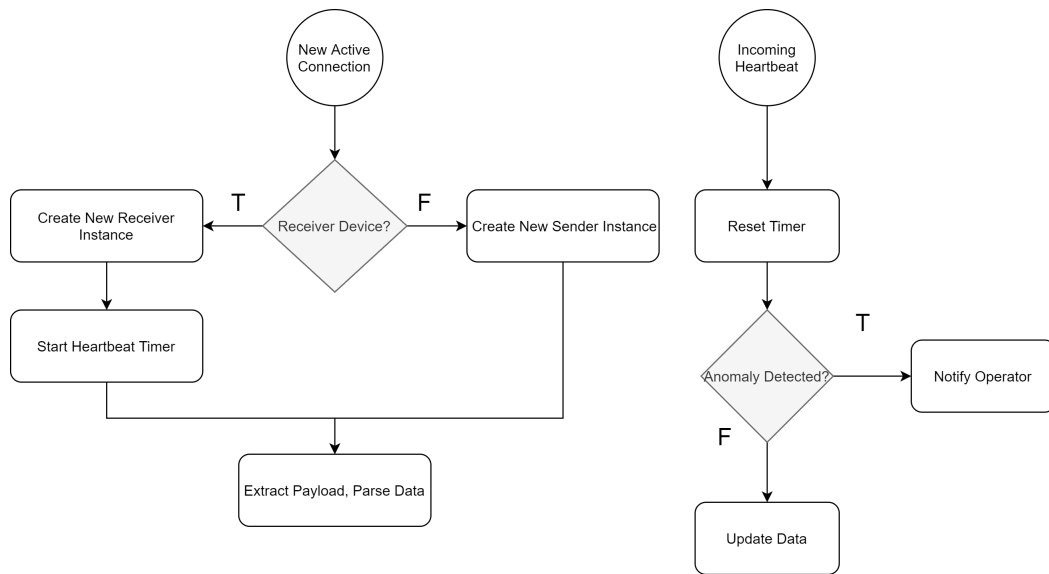 New Active
Connection
T
F
Receiver Device?
Create New Receiver
Instance
Create New Sender Instance
Start Heartbeat Timer
Extract Payload, Parse Data
Incoming
Heartbeat
Reset Timer
T
Anomaly Detected?
Notify Operator
F
Update Data